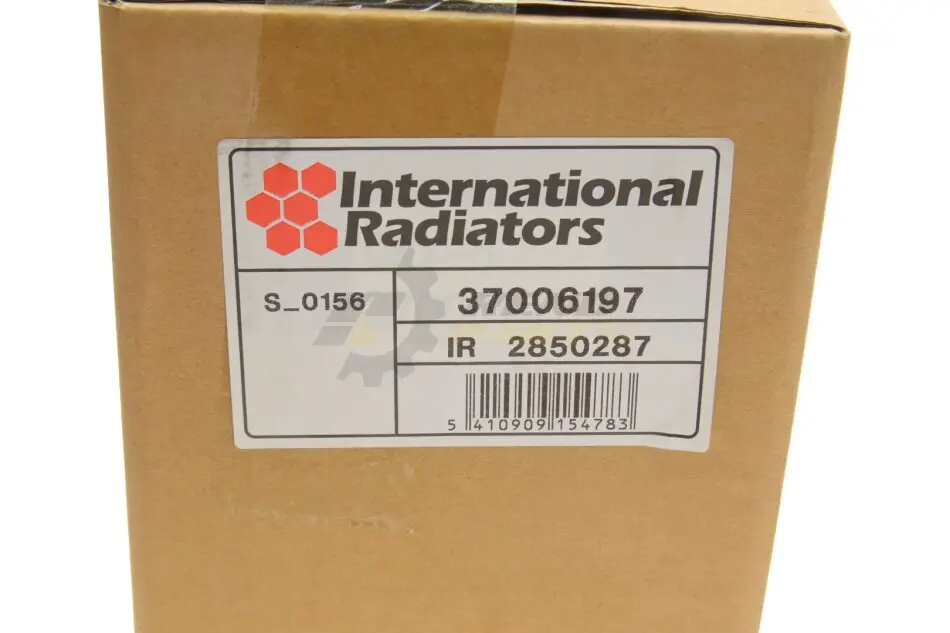 International
Radiators
S_0156
37006197
IR 2850287
5 410909 154783